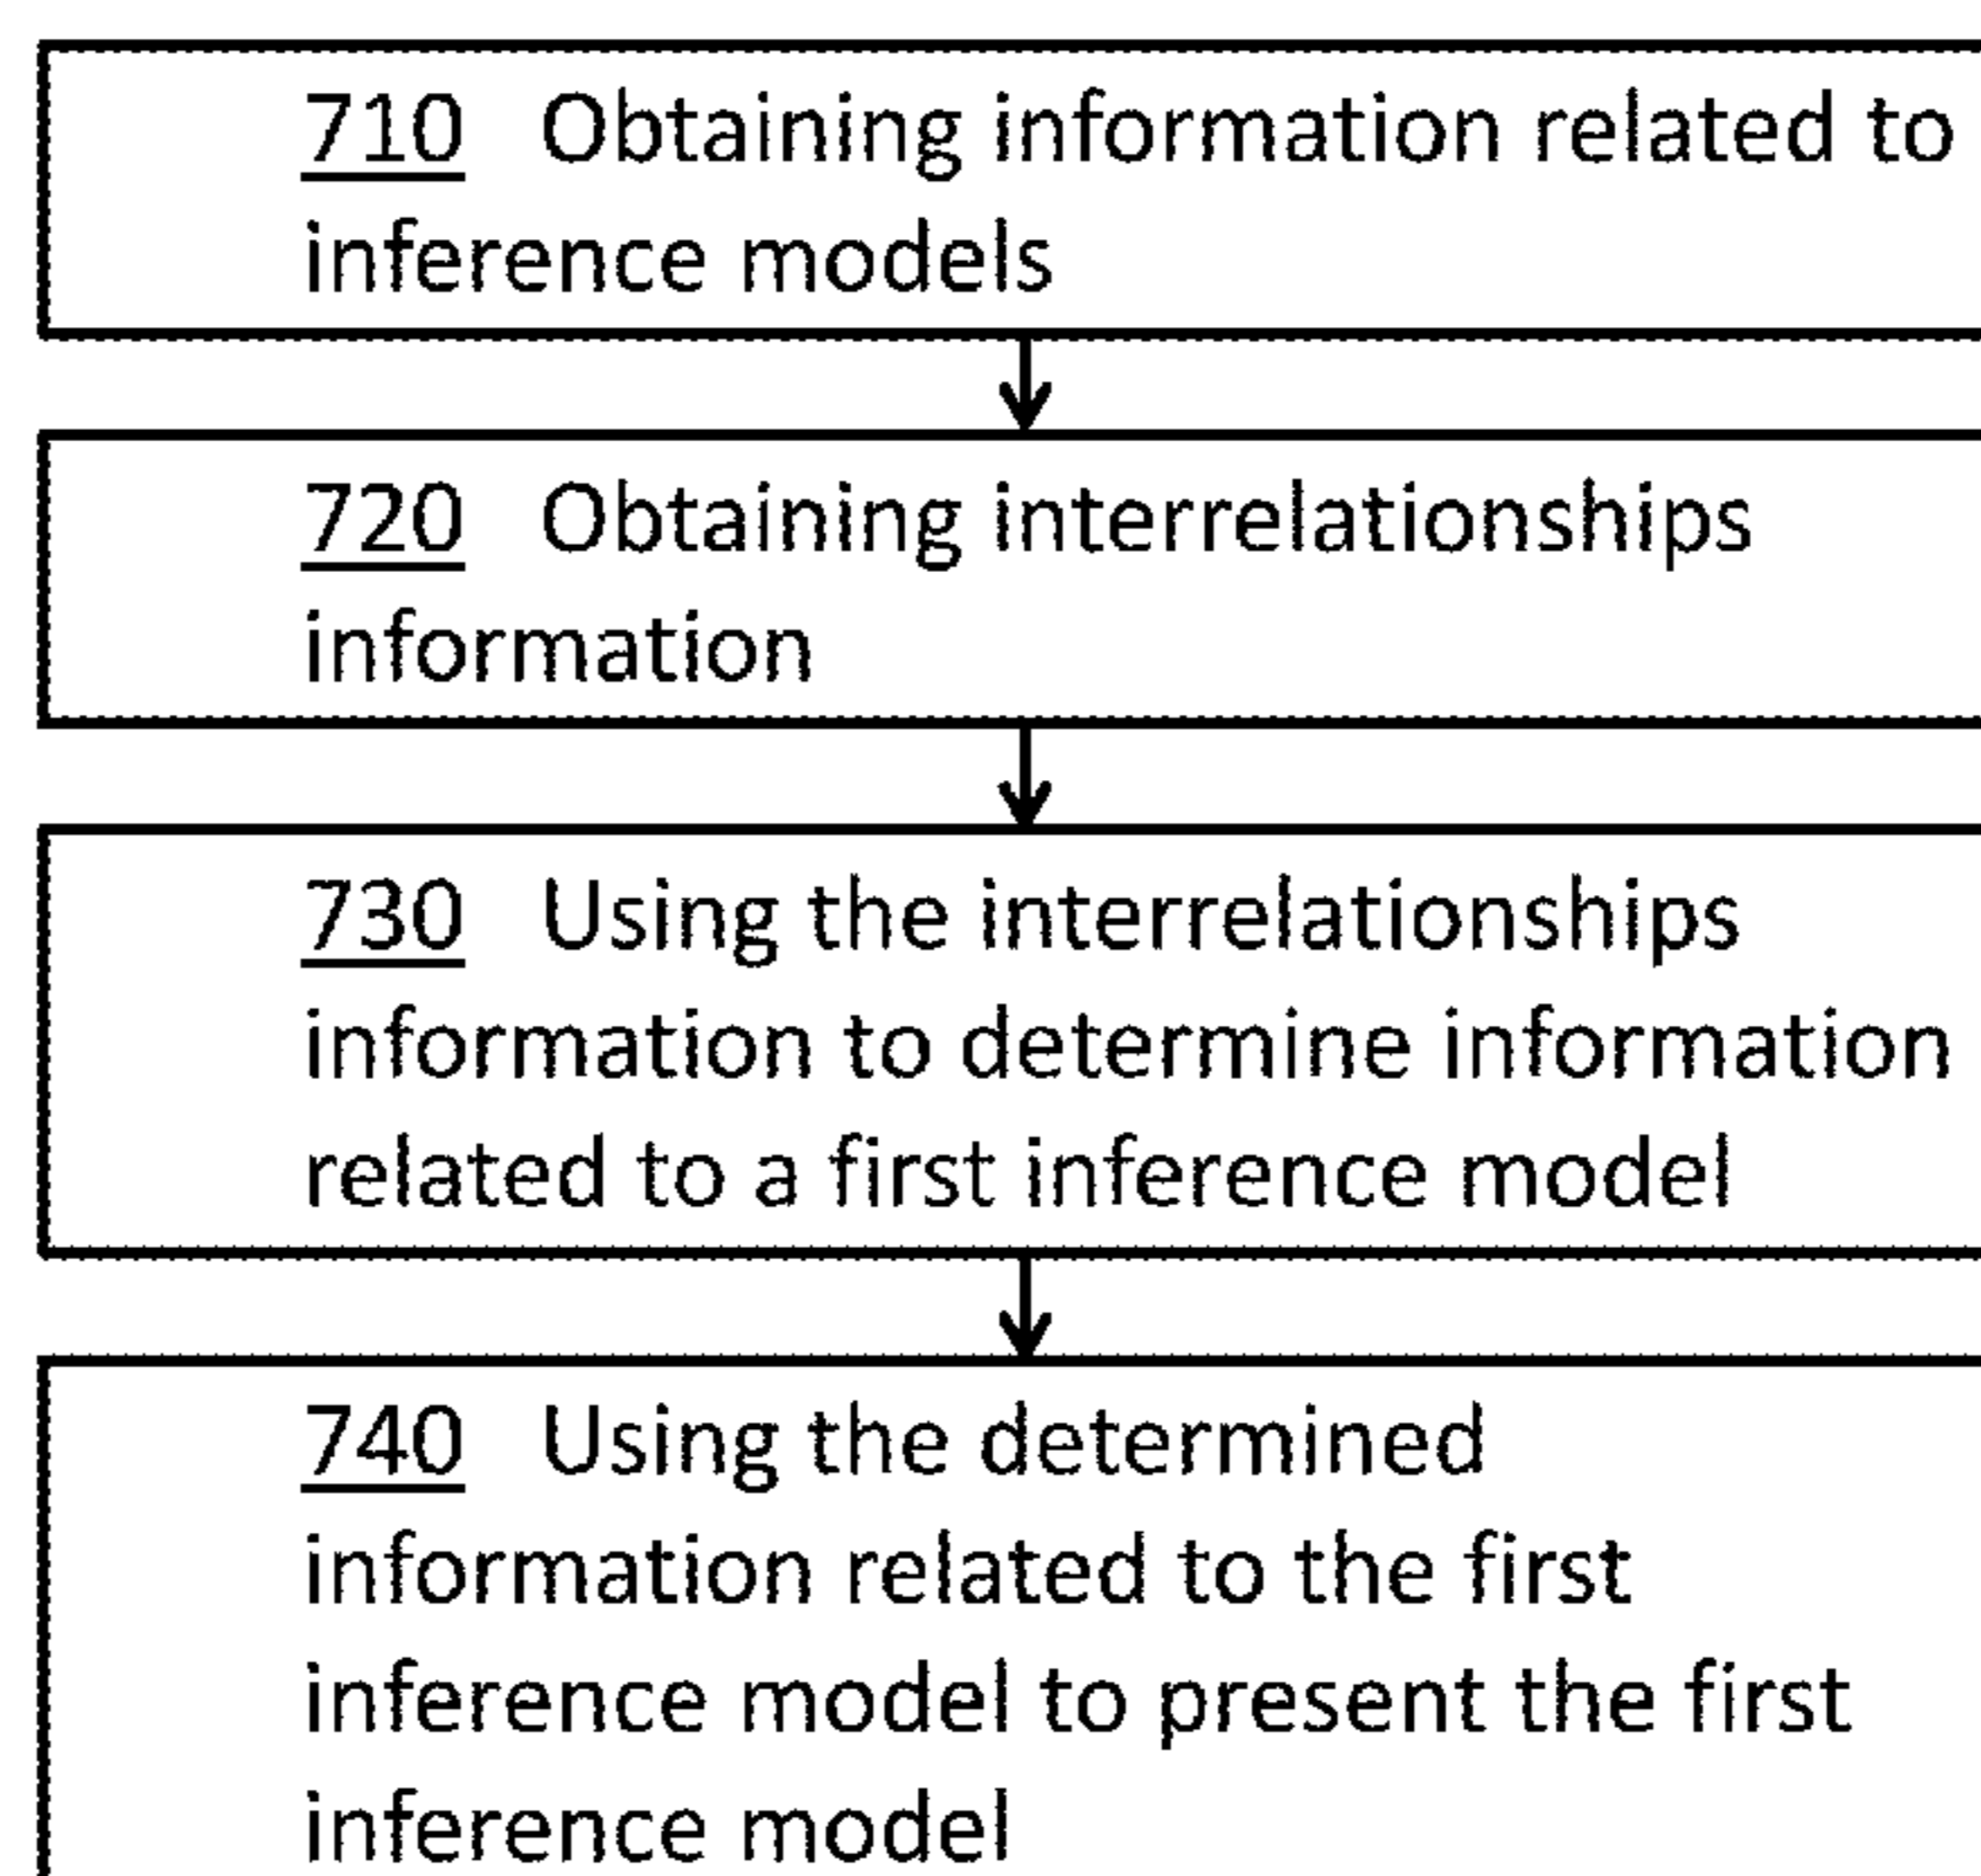 710 Obtaining information related to
inference models
720 Obtaining interrelationships
information
730 Using the interrelationships
information to determine information
related to a first inference model
740 Using the determined
information related to the first
inference model to present the first
inference model